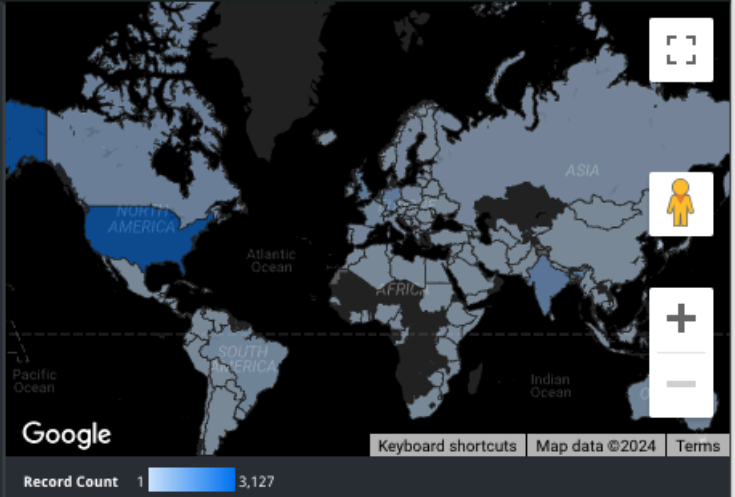 ASIA
NORTH
AMERICA
Atlantic
Ocean
AFRICA
SOUTH
AMERICA
Pacific
Ocean
Indian
Ocean
Google
Keyboard shortcuts
Map data ©2024
Terms
Record Count 1 3,127